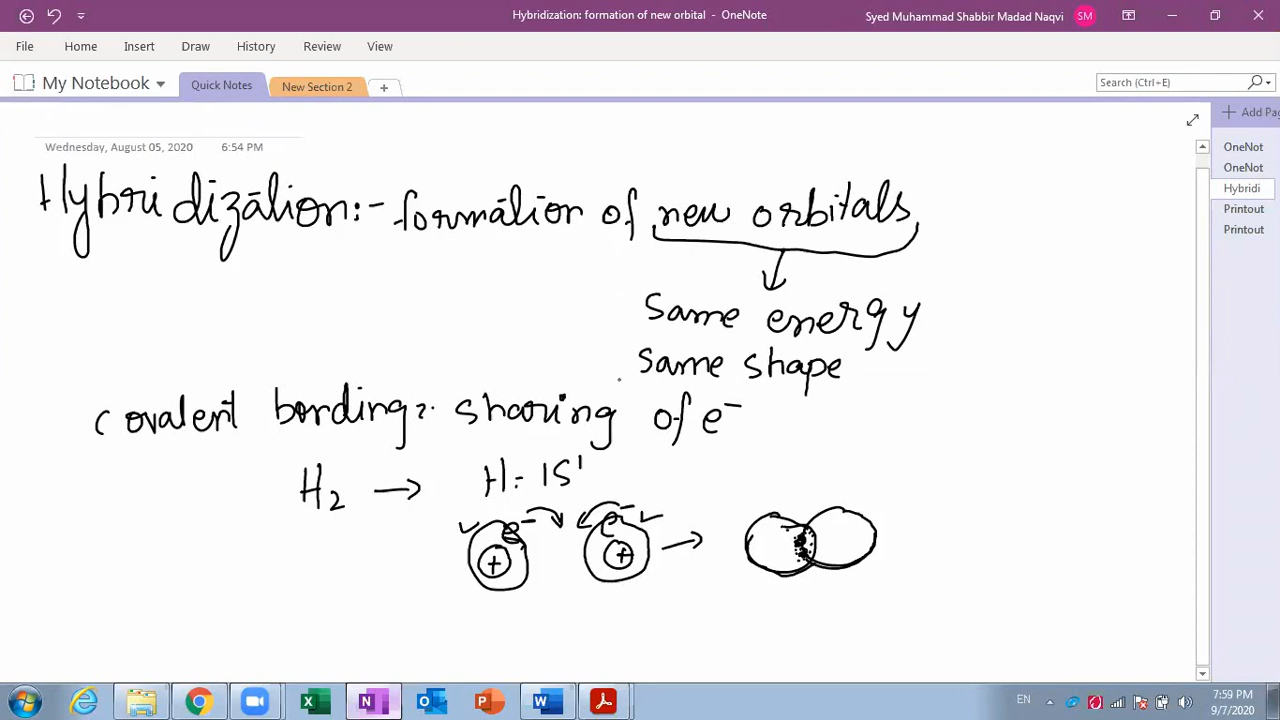 Hybridization: formation of new orbital - OneNote
Syed Muhammad Shabbir Madad Naqvi SM
File Home Insert Draw History Review View
My Notebook Quick Notes New Section 2 + Search (Ctrl+E)
Add Pag
Wednesday, August 05, 2020 6:54 PM
OneNot
OneNot
Hybridi
Printout
Printout
Hybridization:- formation of new orbitals
Same energy
Same shape
covalent bonding: sharing of e⁻
H₂ → H = 1S¹
e⁻ e⁻
+ + →
EN 7:59 PM
9/7/2020